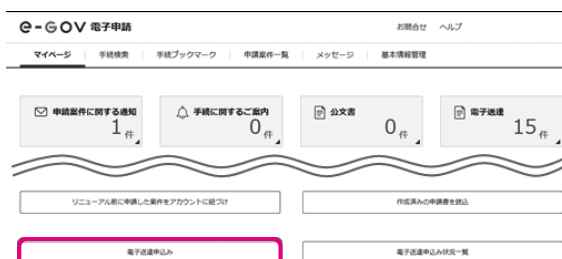 e-GOV 電子申請
お問合せ ヘルプ
マイページ 手続検索 手続ブックマーク 申請案件一覧 メッセージ 基本情報管理
申請案件に関する通知 1 件
手続に関するご案内 0 件
公文書 0 件
電子送達 15 件
リニューアル前に申請した案件をアカウントに紐づけ
作成済みの申請書を読込
電子送達申込み
電子送達申込み状況一覧